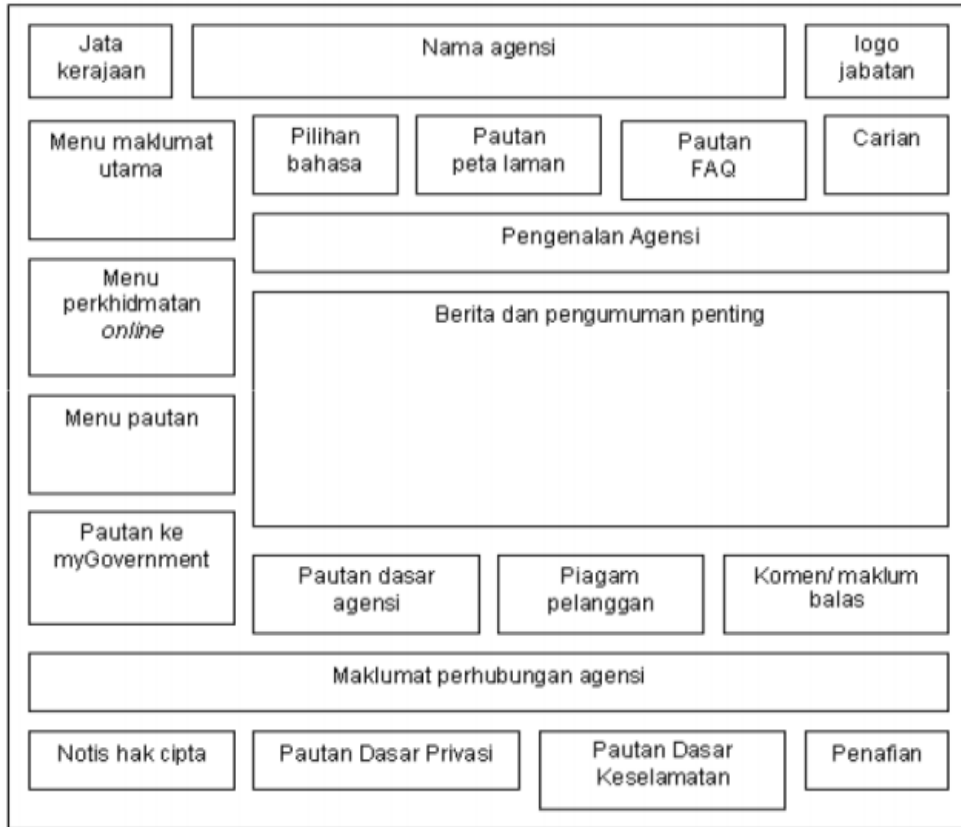 Jata
kerajaan
Nama agensi
logo
jabatan
Menu maklumat
utama
Pilihan
bahasa
Pautan
peta laman
Pautan
FAQ
Carian
Pengenalan Agensi
Menu
perkhidmatan
online
Berita dan pengumuman penting
Menu pautan
Pautan ke
myGovernment
Pautan dasar
agensi
Piagam
pelanggan
Komen/ maklum
balas
Maklumat perhubungan agensi
Notis hak cipta
Pautan Dasar Privasi
Pautan Dasar
Keselamatan
Penafian